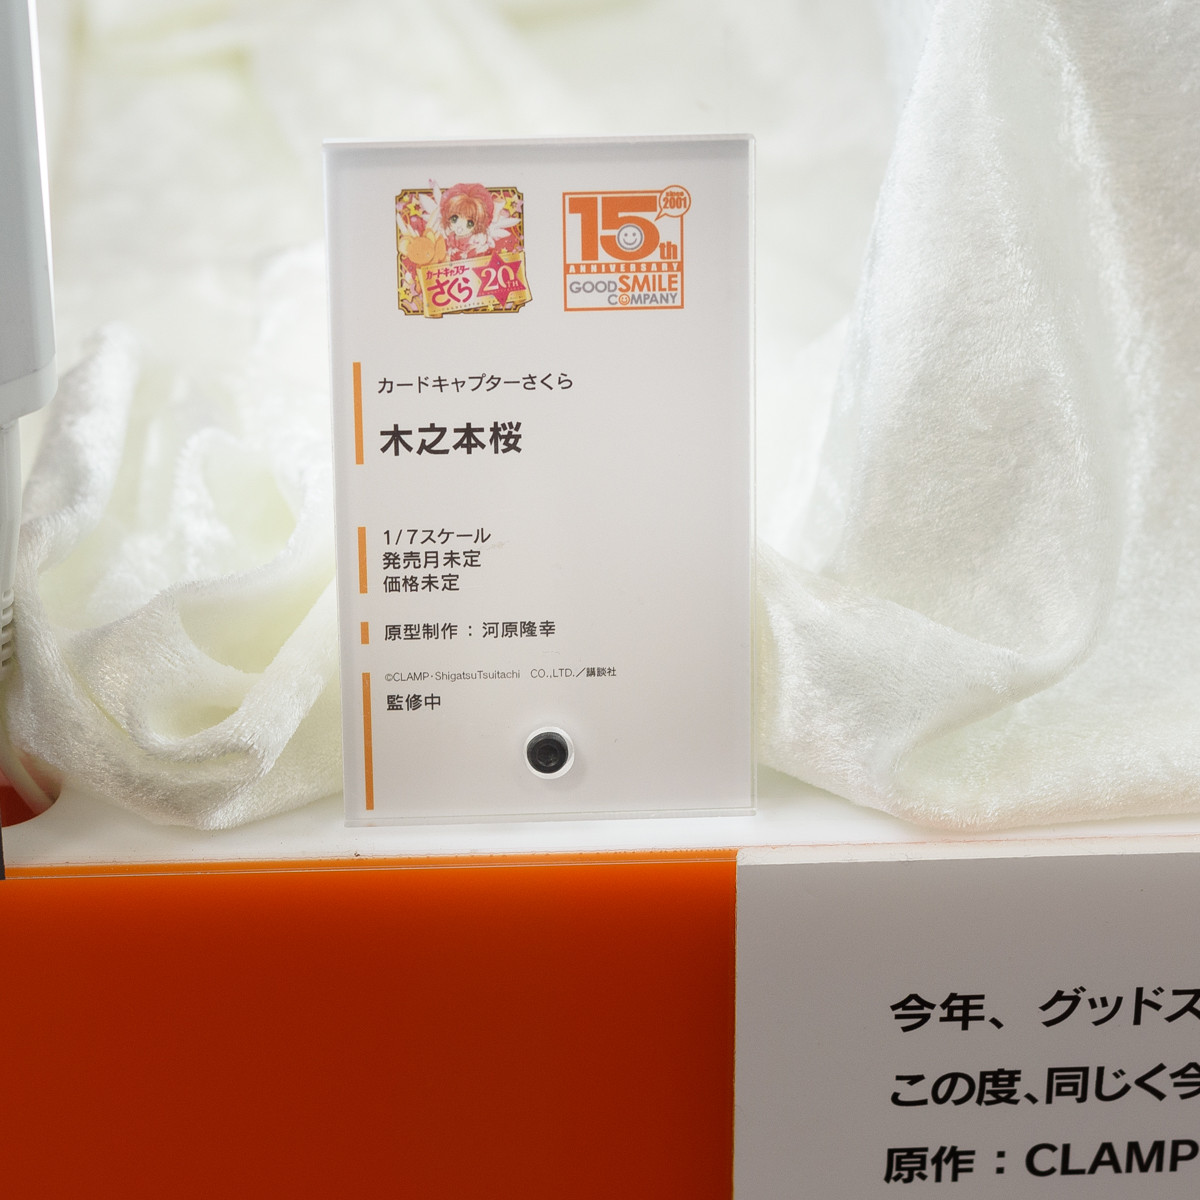 カードキャプター
さくら
20TH
since
2001
15th
ANNIVERSARY
GOOD SMILE
COMPANY
カードキャプターさくら
木之本桜
1/7スケール
発売月未定
価格未定
原型制作：河原隆幸
©CLAMP・ShigatsuTsuitachi CO.,LTD.／講談社
監修中
今年、グッドス
この度、同じく今
原作：CLAMP